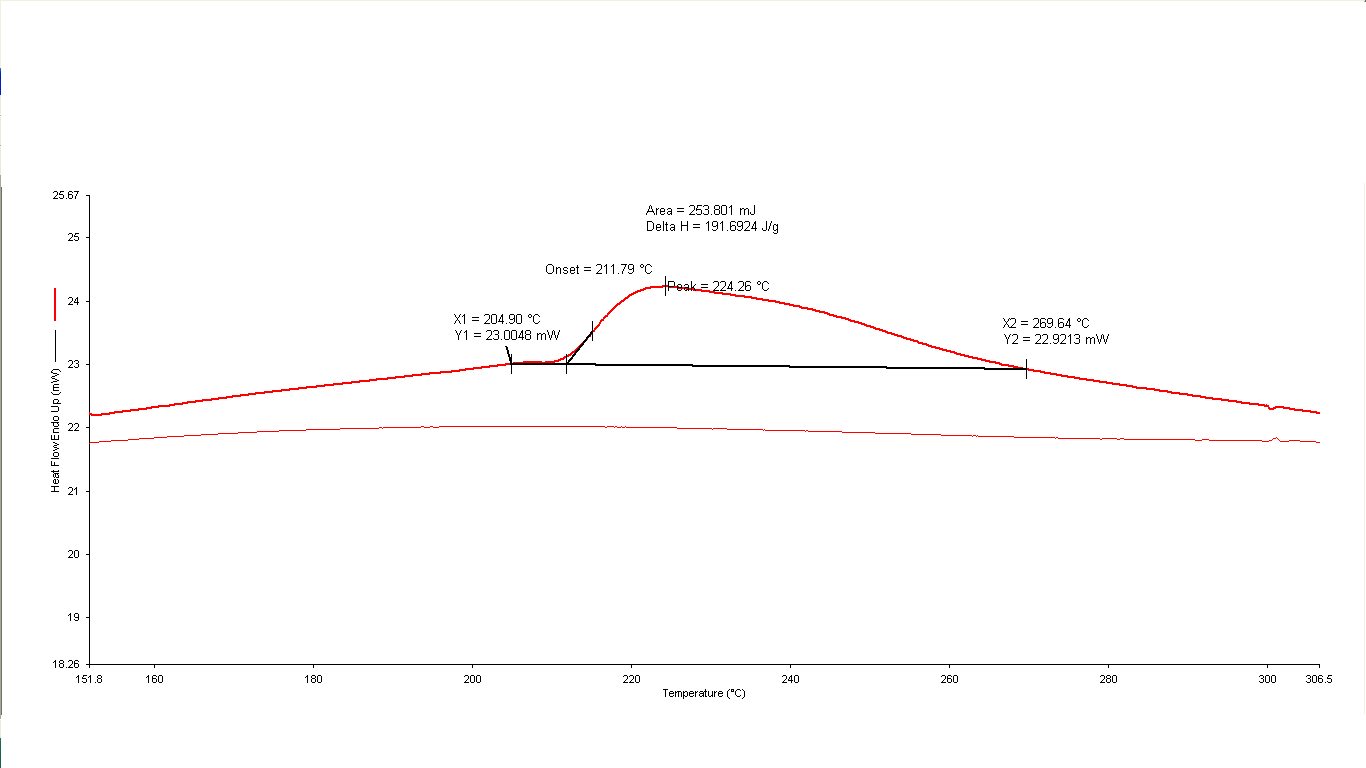 25.67
Area = 253.801 mJ
Delta H = 191.6924 J/g
25
Onset = 211.79 °C
Peak = 224.26 °C
24
X1 = 204.90 °C
Y1 = 23.0048 mW
X2 = 269.64 °C
Y2 = 22.9213 mW
23
22
Heat Flow Endo Up (mW)
21
20
19
18.26
151.8 160 180 200 220 240 260 280 300 306.5
Temperature (°C)